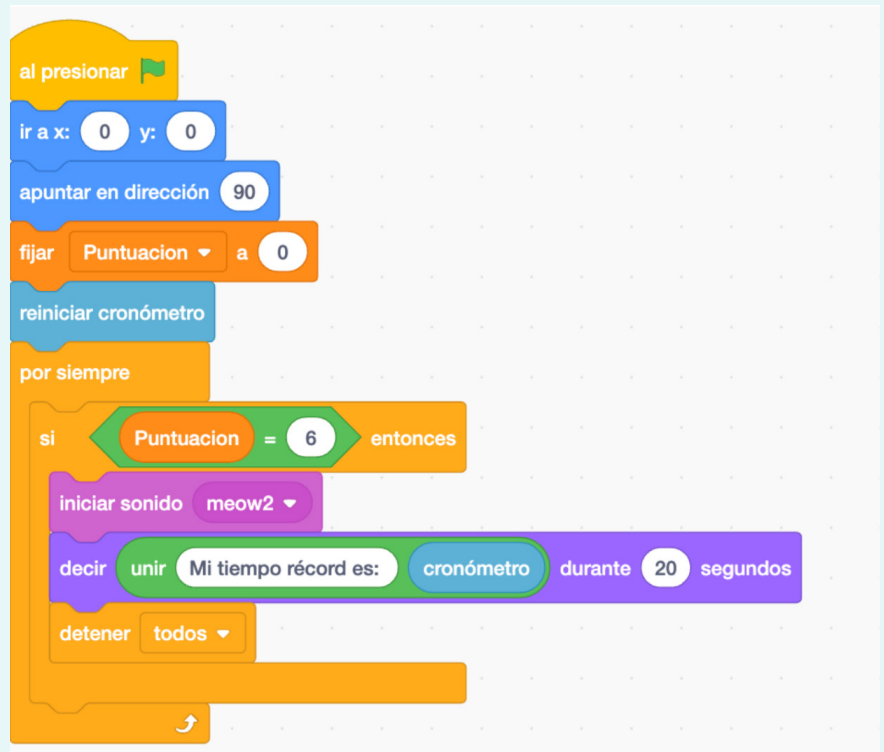 al presionar
ir a x: 0 y: 0
apuntar en dirección 90
fijar Puntuacion a 0
reiniciar cronómetro
por siempre
si Puntuacion = 6 entonces
iniciar sonido meow2
decir unir Mi tiempo récord es: cronómetro durante 20 segundos
detener todos